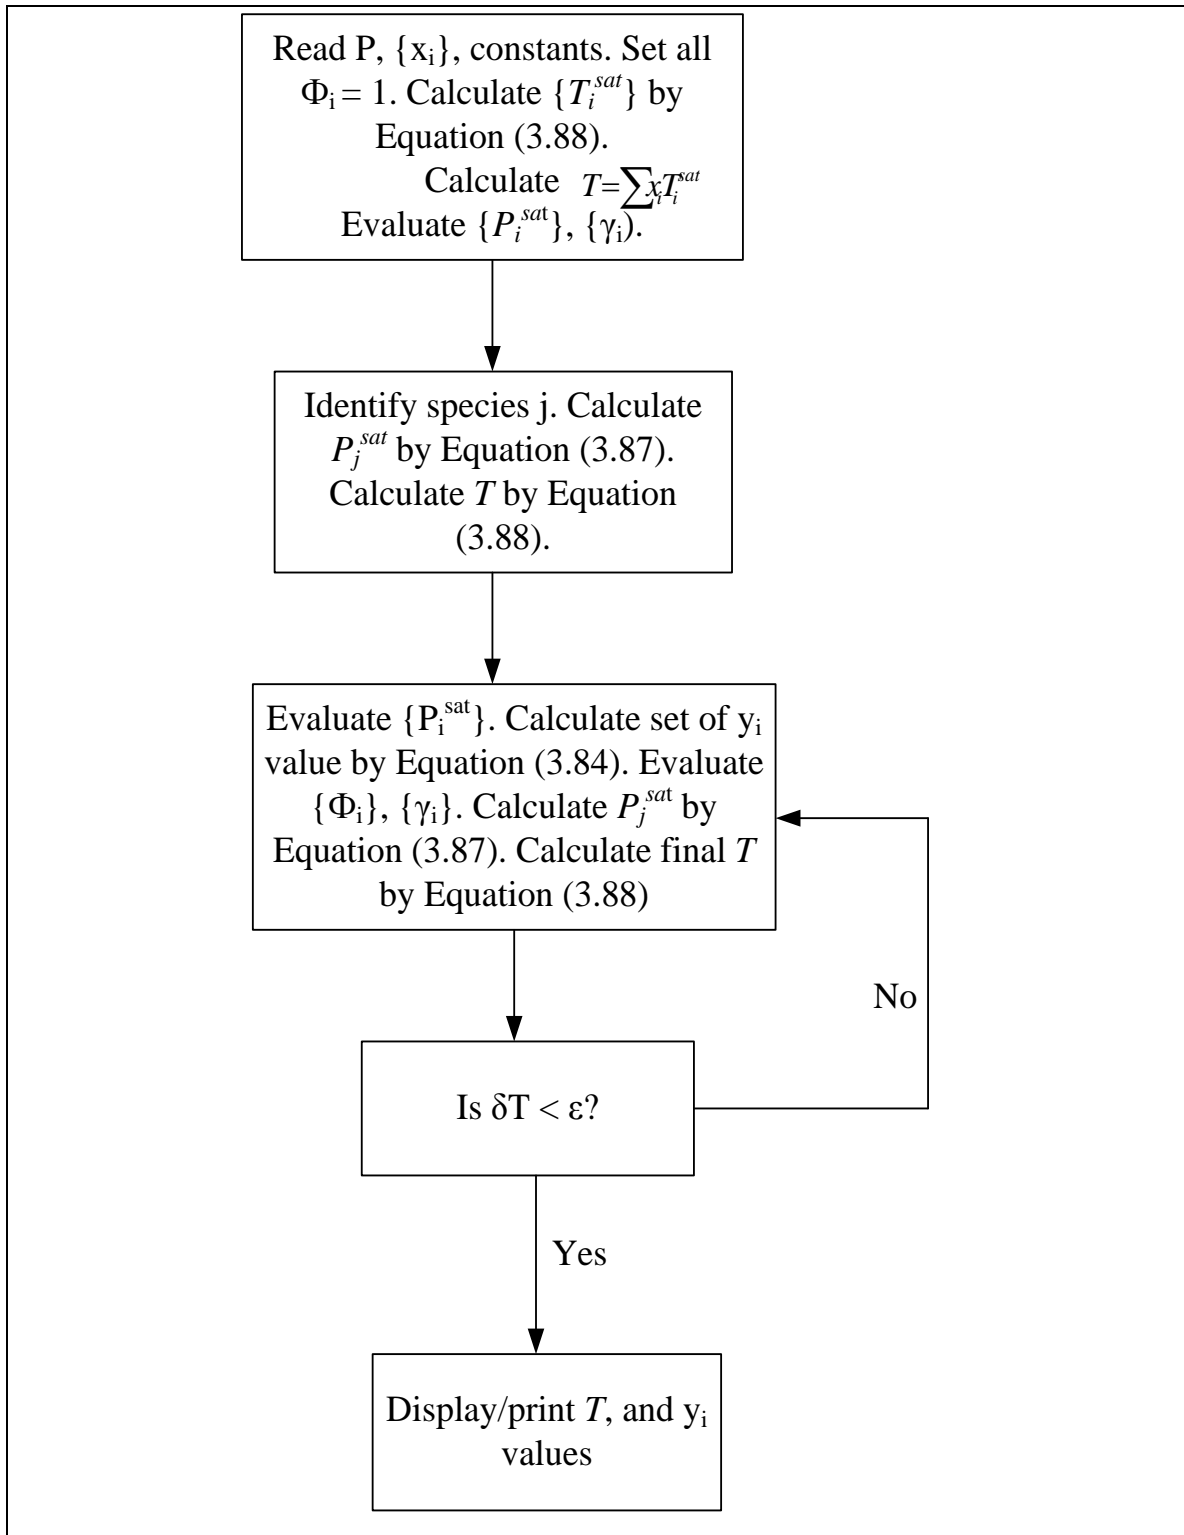 Read P, {xᵢ}, constants. Set all
Φᵢ = 1. Calculate {Tᵢ^sat} by
Equation (3.88).
Calculate T=∑xᵢTᵢ^sat
Evaluate {Pᵢ^sat}, {γᵢ).
Identify species j. Calculate
Pⱼ^sat by Equation (3.87).
Calculate T by Equation
(3.88).
Evaluate {Pᵢ^sat}. Calculate set of yᵢ
value by Equation (3.84). Evaluate
{Φᵢ}, {γᵢ}. Calculate Pⱼ^sat by
Equation (3.87). Calculate final T
by Equation (3.88)
No
Is δT < ε?
Yes
Display/print T, and yᵢ
values